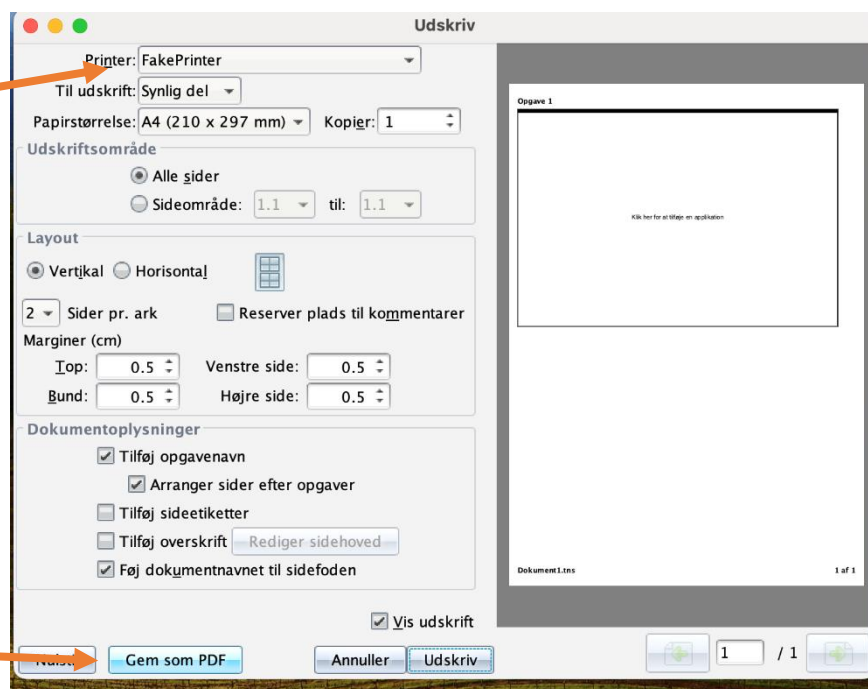 Udskriv
Printer: FakePrinter
Til udskrift: Synlig del
Papirstørrelse: A4 (210 x 297 mm) Kopier: 1
Udskriftsområde
Alle sider
Sideområde: 1.1 til: 1.1
Layout
Vertikal Horisontal
2 Sider pr. ark Reserver plads til kommentarer
Marginer (cm)
Top: 0.5 Venstre side: 0.5
Bund: 0.5 Højre side: 0.5
Dokumentoplysninger
Tilføj opgavenavn
Arranger sider efter opgaver
Tilføj sideetiketter
Tilføj overskrift Rediger sidehoved
Føj dokumentnavnet til sidefoden
Vis udskrift
Gem som PDF Annuller Udskriv
Opgave 1
Klik her for at tilføje en applikation
Dokument1.tns 1 af 1
1 / 1